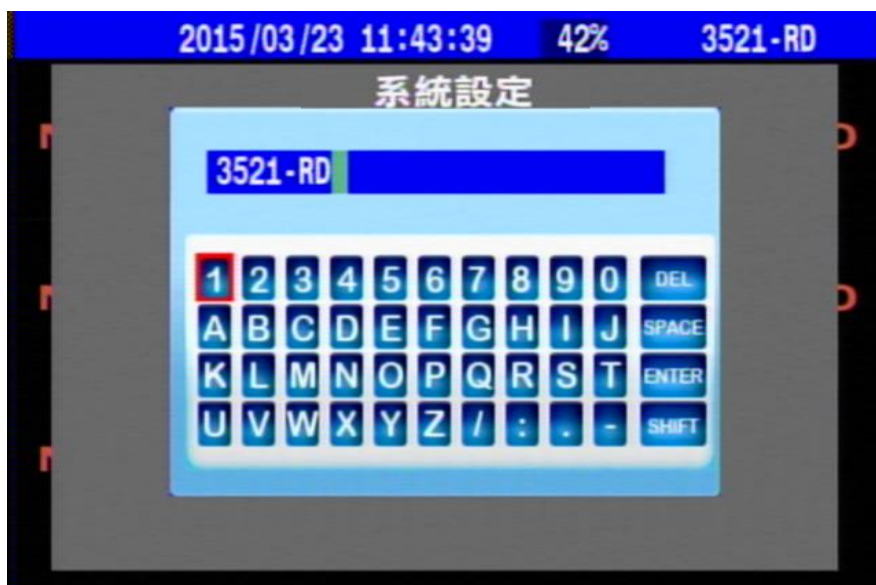 2015/03/23 11:43:39 42% 3521-RD
系統設定
3521-RD
1 2 3 4 5 6 7 8 9 0 DEL
A B C D E F G H I J SPACE
K L M N O P Q R S T ENTER
U V W X Y Z / : . - SHIFT